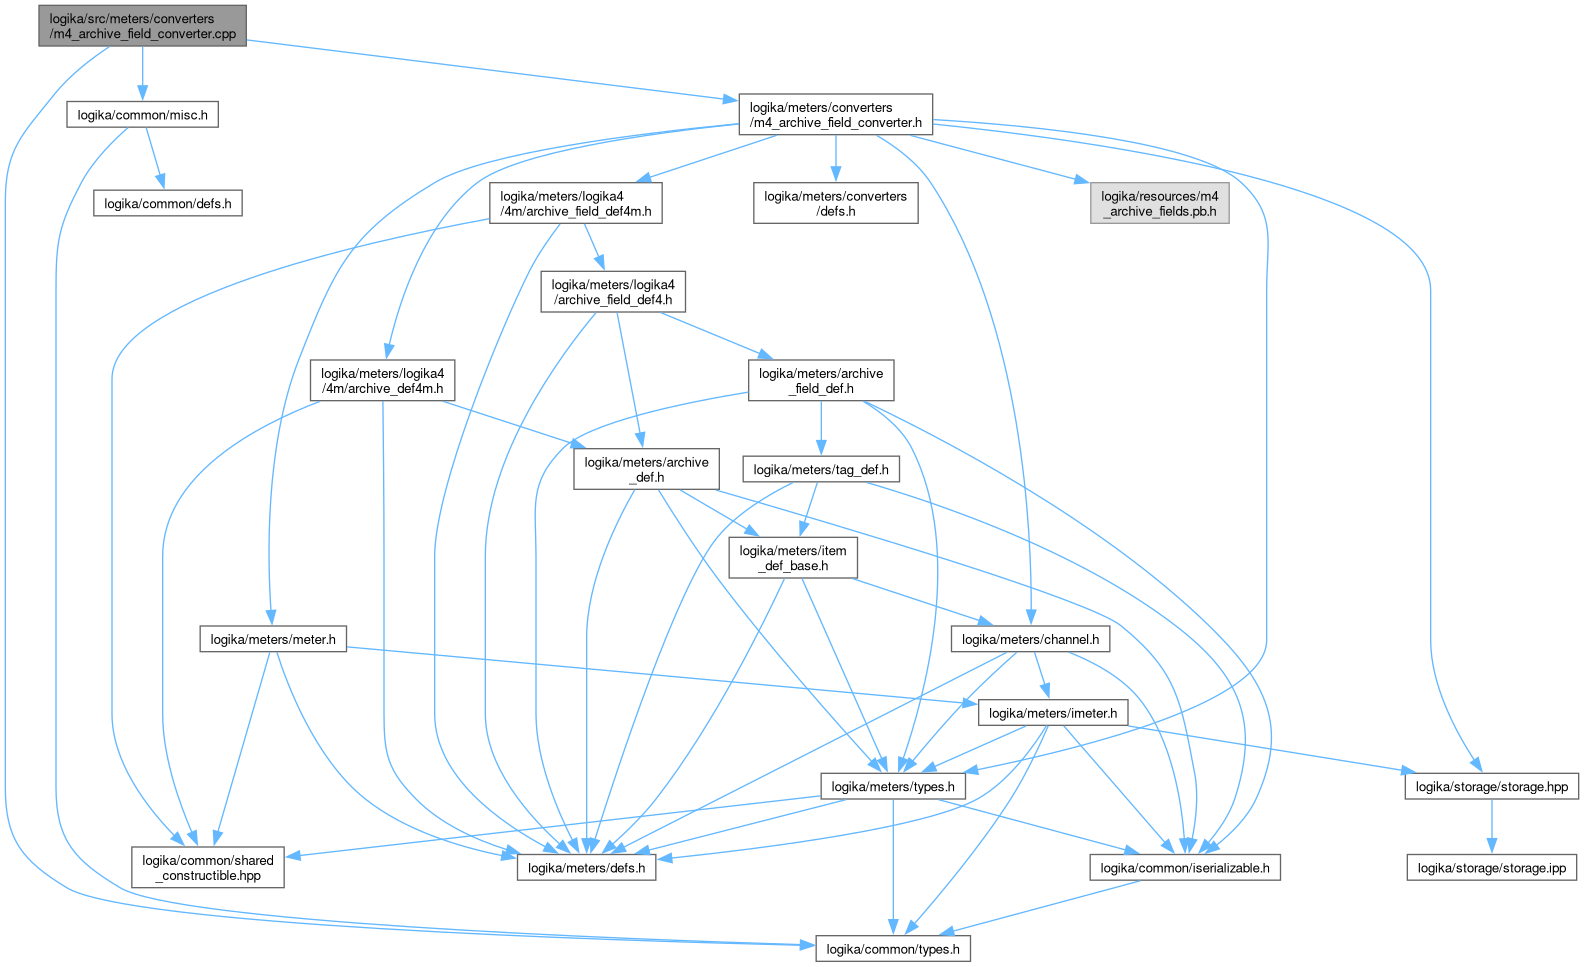 logika/src/meters/converters
/m4_archive_field_converter.cpp
logika/common/misc.h
logika/meters/converters
/m4_archive_field_converter.h
logika/common/defs.h
logika/meters/logika4
/4m/archive_field_def4m.h
logika/meters/converters
/defs.h
logika/resources/m4
_archive_fields.pb.h
logika/meters/logika4
/archive_field_def4.h
logika/meters/logika4
/4m/archive_def4m.h
logika/meters/archive
_field_def.h
logika/meters/archive
_def.h
logika/meters/tag_def.h
logika/meters/item
_def_base.h
logika/meters/meter.h
logika/meters/channel.h
logika/meters/imeter.h
logika/meters/types.h
logika/storage/storage.hpp
logika/common/shared
_constructible.hpp
logika/meters/defs.h
logika/common/iserializable.h
logika/storage/storage.ipp
logika/common/types.h